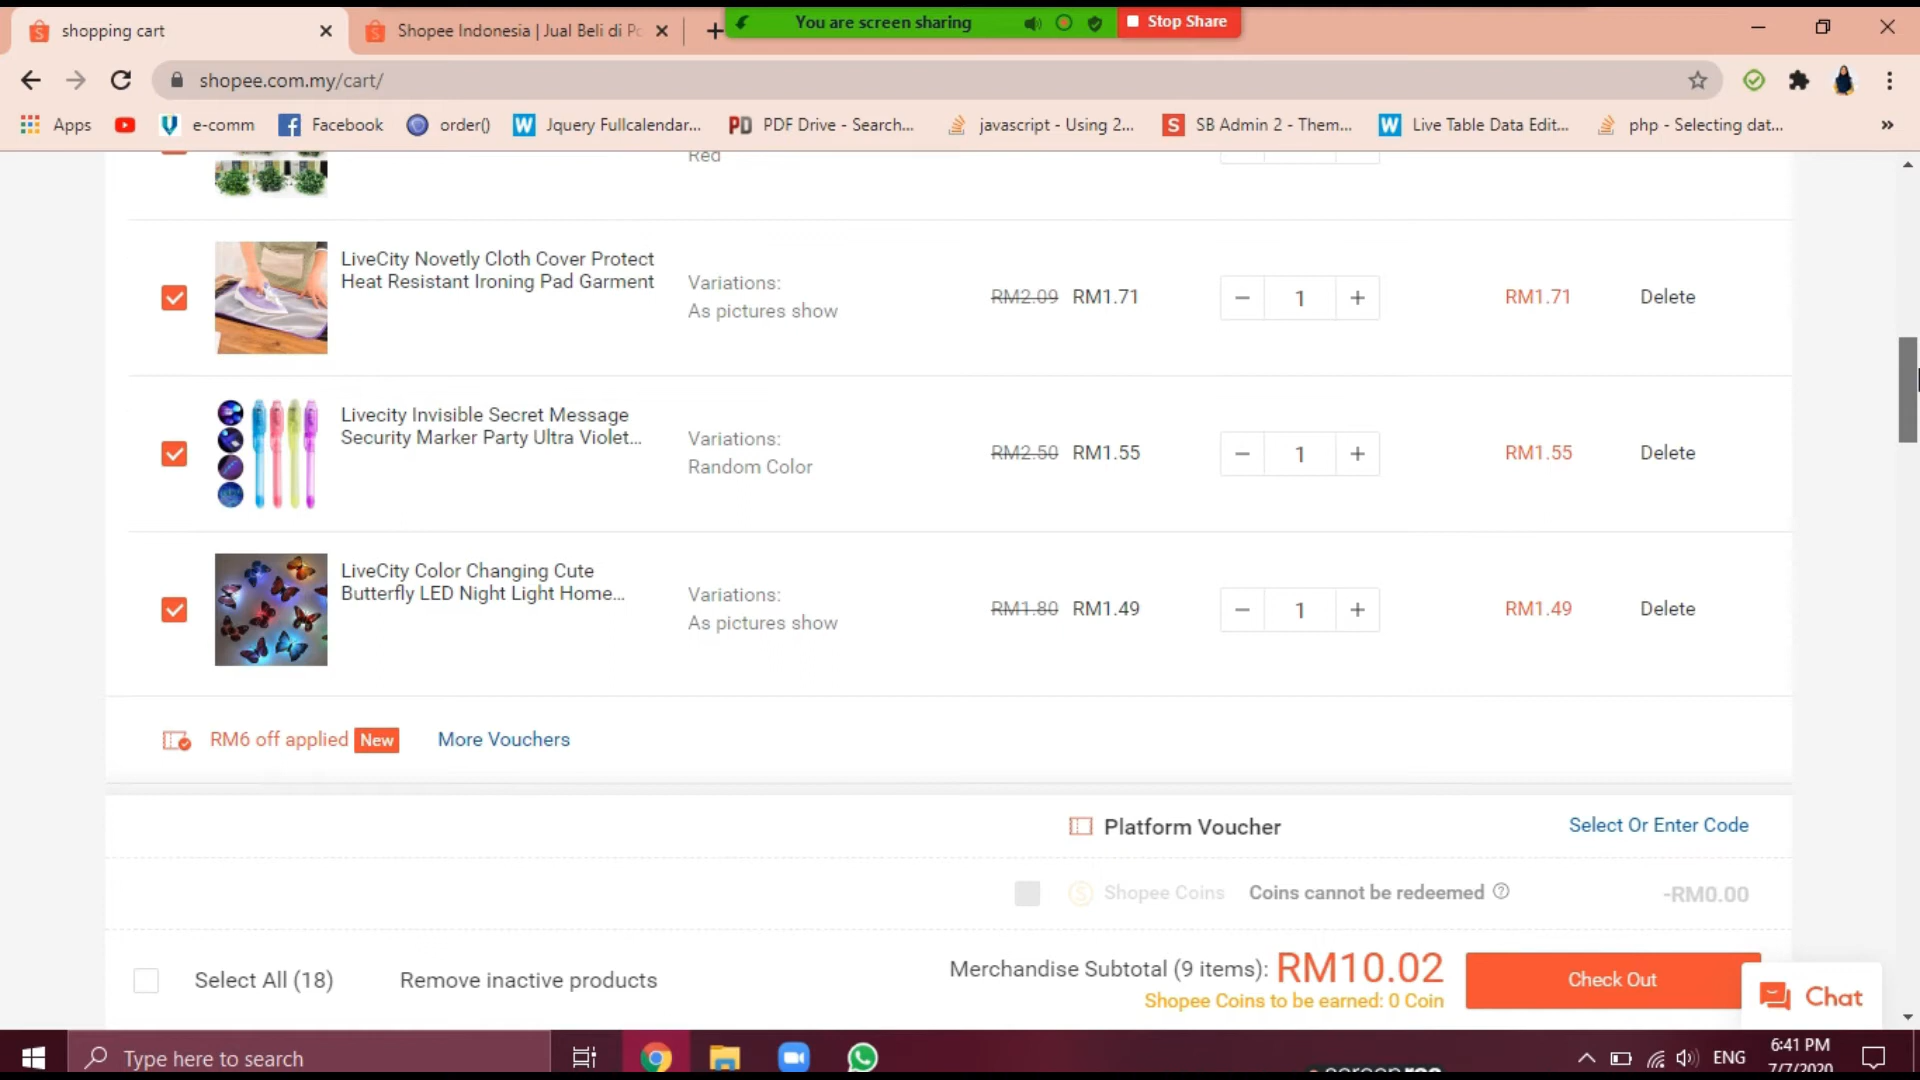 shopping cart
Shopee Indonesia | Jual Beli di Po
You are screen sharing
Stop Share
shopee.com.my/cart/
Apps
e-comm
Facebook
order()
Jquery Fullcalendar...
PDF Drive - Search...
javascript - Using 2...
SB Admin 2 - Them...
Live Table Data Edit...
php - Selecting dat...
Red
LiveCity Novetly Cloth Cover Protect
Heat Resistant Ironing Pad Garment
Variations:
As pictures show
RM2.09 RM1.71
1
RM1.71
Delete
Livecity Invisible Secret Message
Security Marker Party Ultra Violet...
Variations:
Random Color
RM2.50 RM1.55
1
RM1.55
Delete
LiveCity Color Changing Cute
Butterfly LED Night Light Home...
Variations:
As pictures show
RM1.80 RM1.49
1
RM1.49
Delete
RM6 off applied New More Vouchers
Platform Voucher
Select Or Enter Code
Shopee Coins Coins cannot be redeemed
-RM0.00
Select All (18)
Remove inactive products
Merchandise Subtotal (9 items): RM10.02
Shopee Coins to be earned: 0 Coin
Check Out
Chat
Type here to search
ENG
6:41 PM
7/7/2020